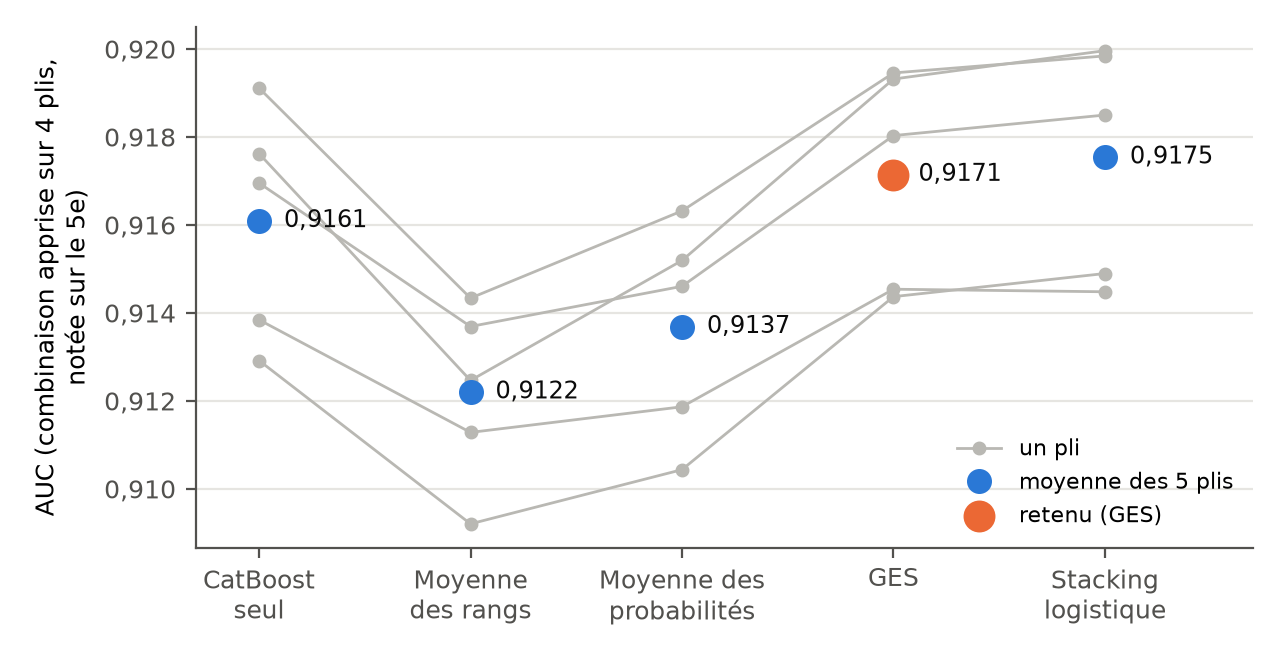 AUC (combinaison apprise sur 4 plis,
notée sur le 5e)
0,920
0,918
0,916
0,914
0,912
0,910
0,9161
0,9122
0,9137
0,9171
0,9175
un pli
moyenne des 5 plis
retenu (GES)
CatBoost
seul
Moyenne
des rangs
Moyenne des
probabilités
GES
Stacking
logistique